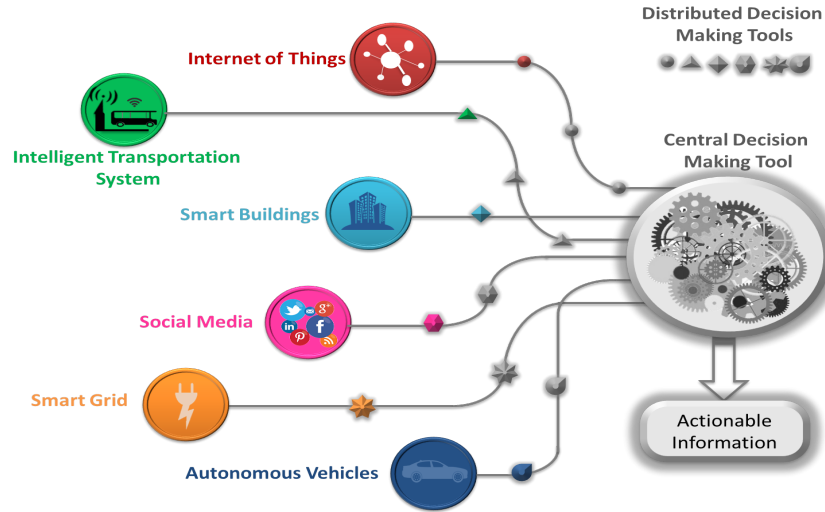 Distributed Decision
Making Tools
Internet of Things
Intelligent Transportation
System
Central Decision
Making Tool
Smart Buildings
Social Media
g+
in
f
Smart Grid
Actionable
Information
Autonomous Vehicles